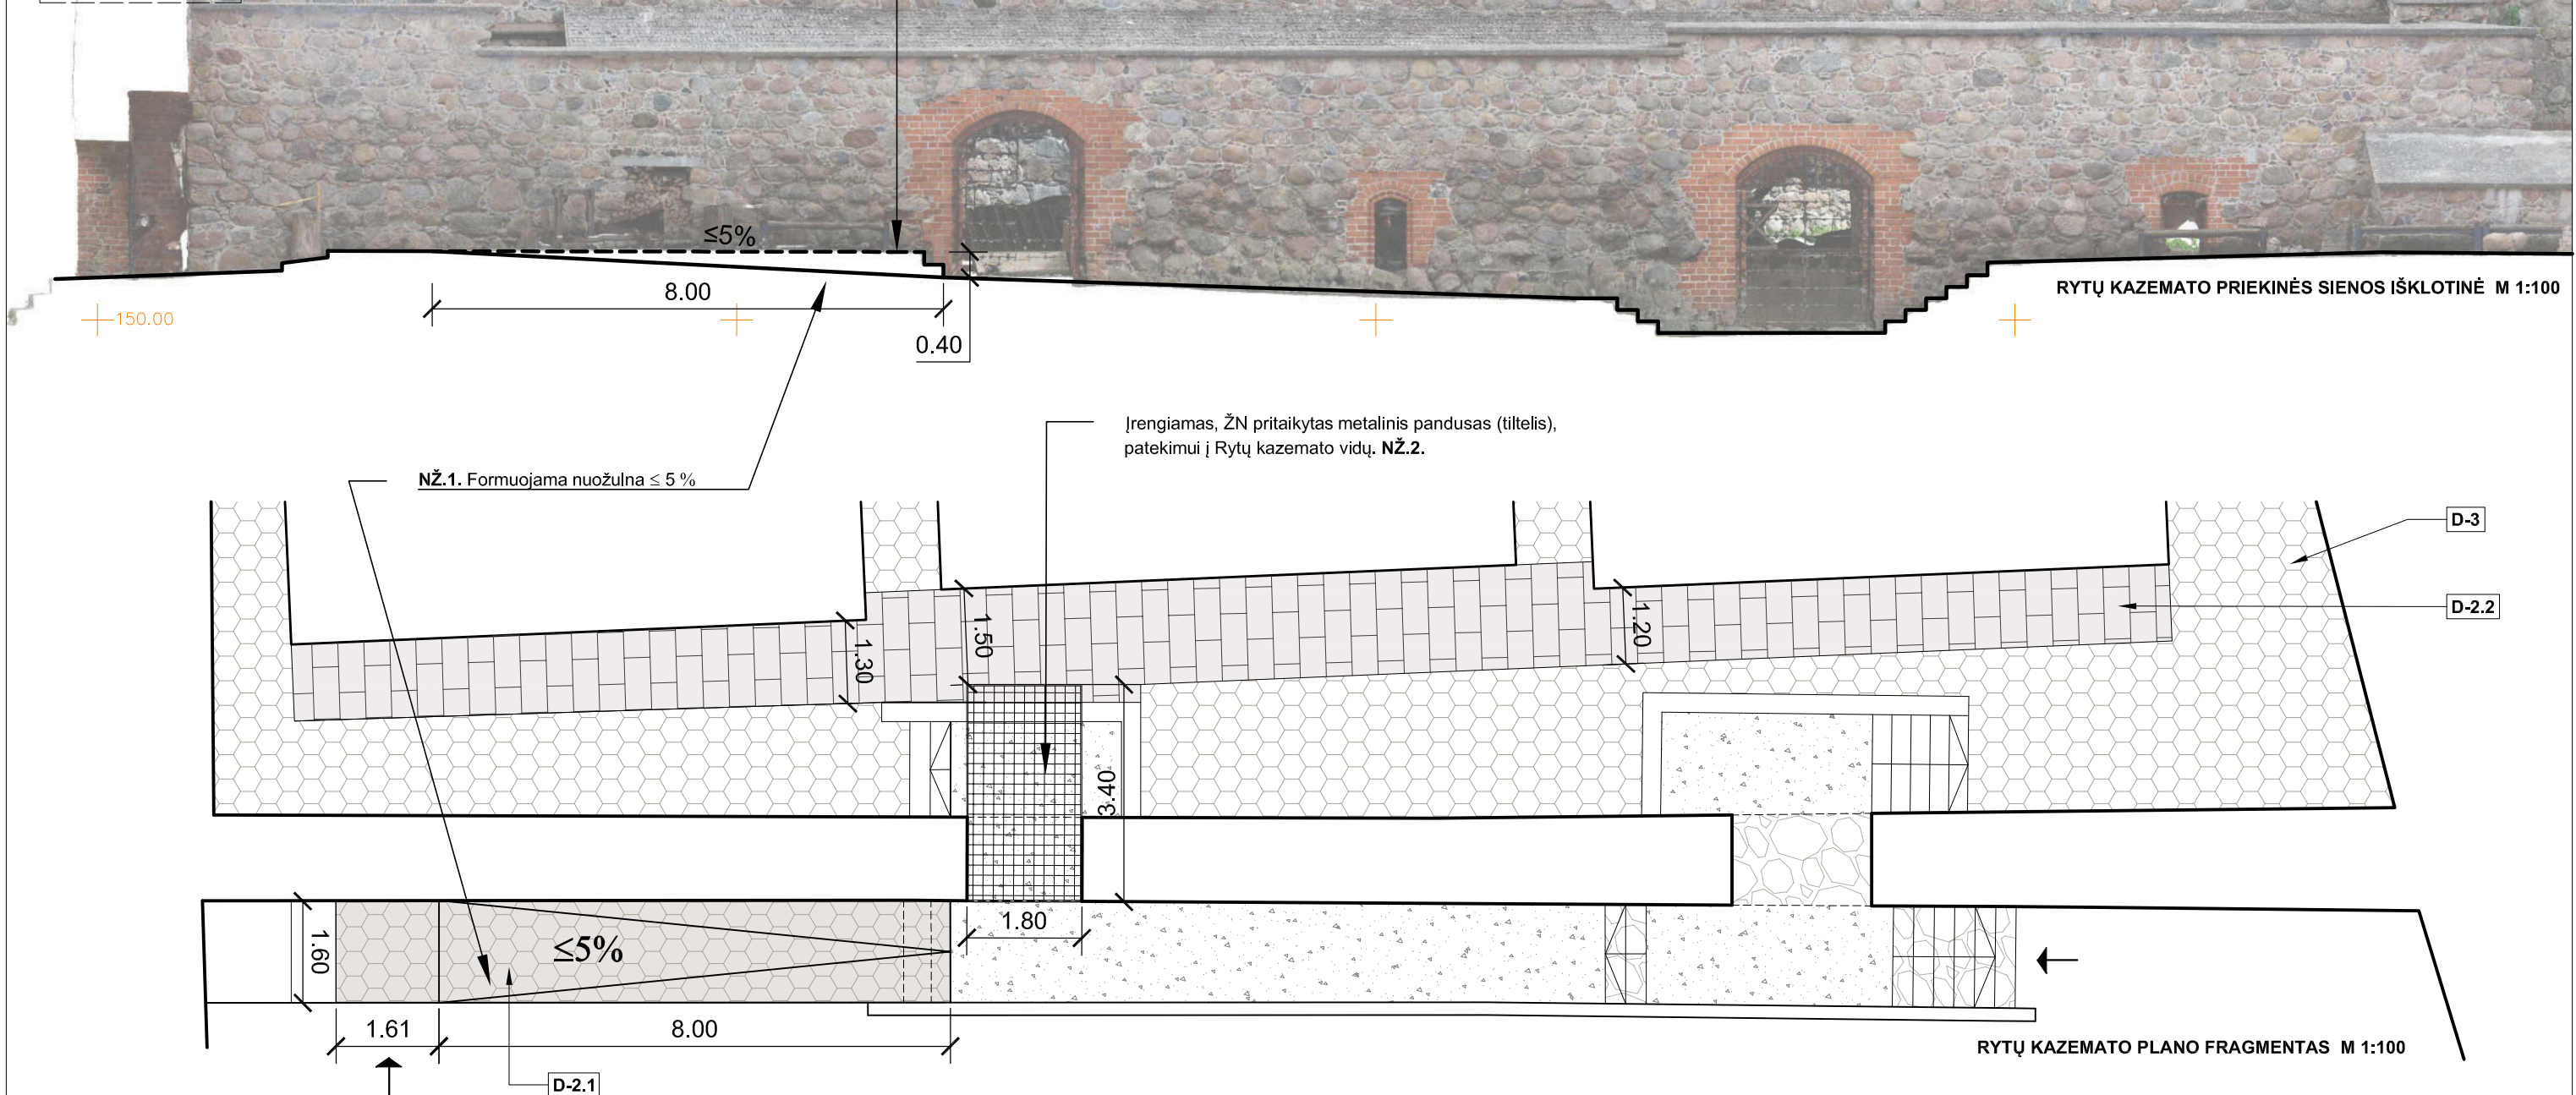 ≤5%
8.00
RYTŲ KAZEMATO PRIEKINĖS SIENOS IŠKLOTINĖ M 1:100
150.00
0.40
Įrengiamas, ŽN pritaikytas metalinis pandusas (tiltelis),
patekimui į Rytų kazemato vidų. NŽ.2.
NŽ.1. Formuojama nuožulna ≤ 5 %
D-3
D-2.2
1.50
1.20
1.30
3.40
1.80
1.60
≤5%
1.61
8.00
RYTŲ KAZEMATO PLANO FRAGMENTAS M 1:100
D-2.1